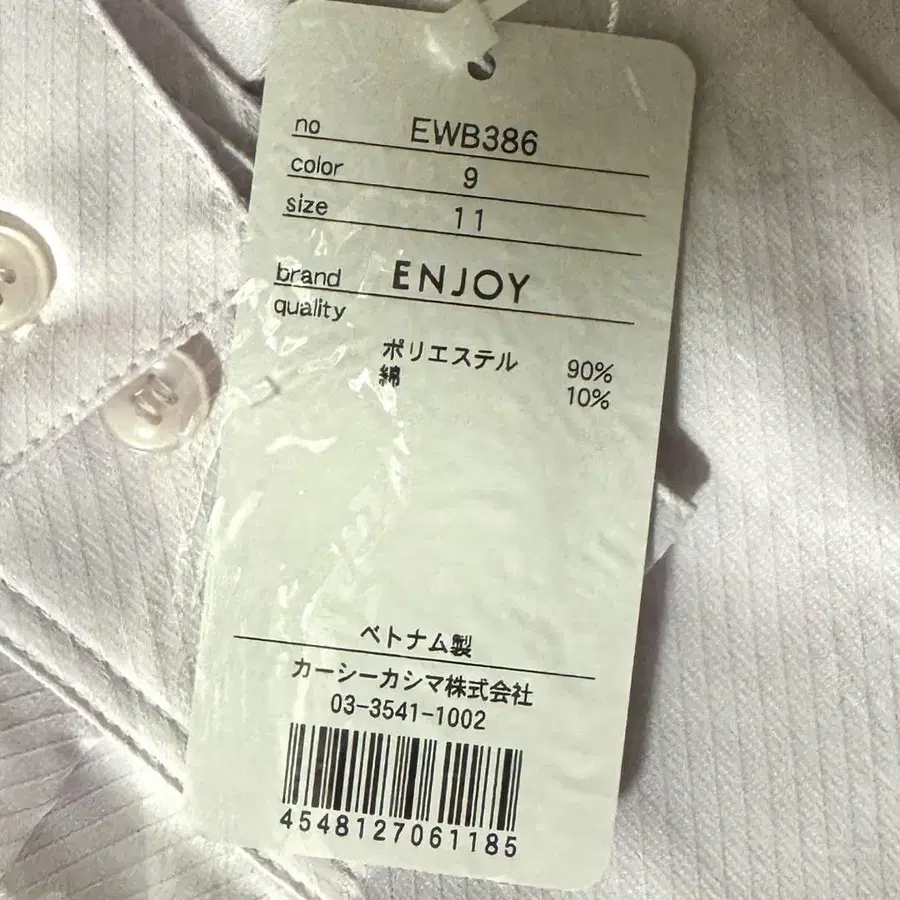 no EWB386
color 9
size 11
brand ENJOY
quality
ポリエステル 90%
綿 10%
ベトナム製
カーシーカシマ株式会社
03-3541-1002
4548127061185